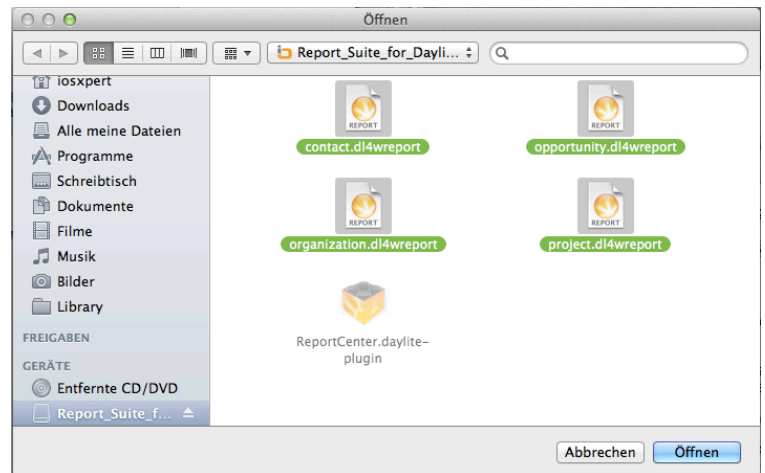 Öffnen
Report_Suite_for_Dayli...
iosxpert
Downloads
Alle meine Dateien
Programme
Schreibtisch
Dokumente
Filme
Musik
Bilder
Library
FREIGABEN
GERÄTE
Entfernte CD/DVD
Report_Suite_f...
REPORT
contact.dl4wreport
REPORT
opportunity.dl4wreport
REPORT
organization.dl4wreport
REPORT
project.dl4wreport
ReportCenter.daylite-
plugin
Abbrechen
Öffnen